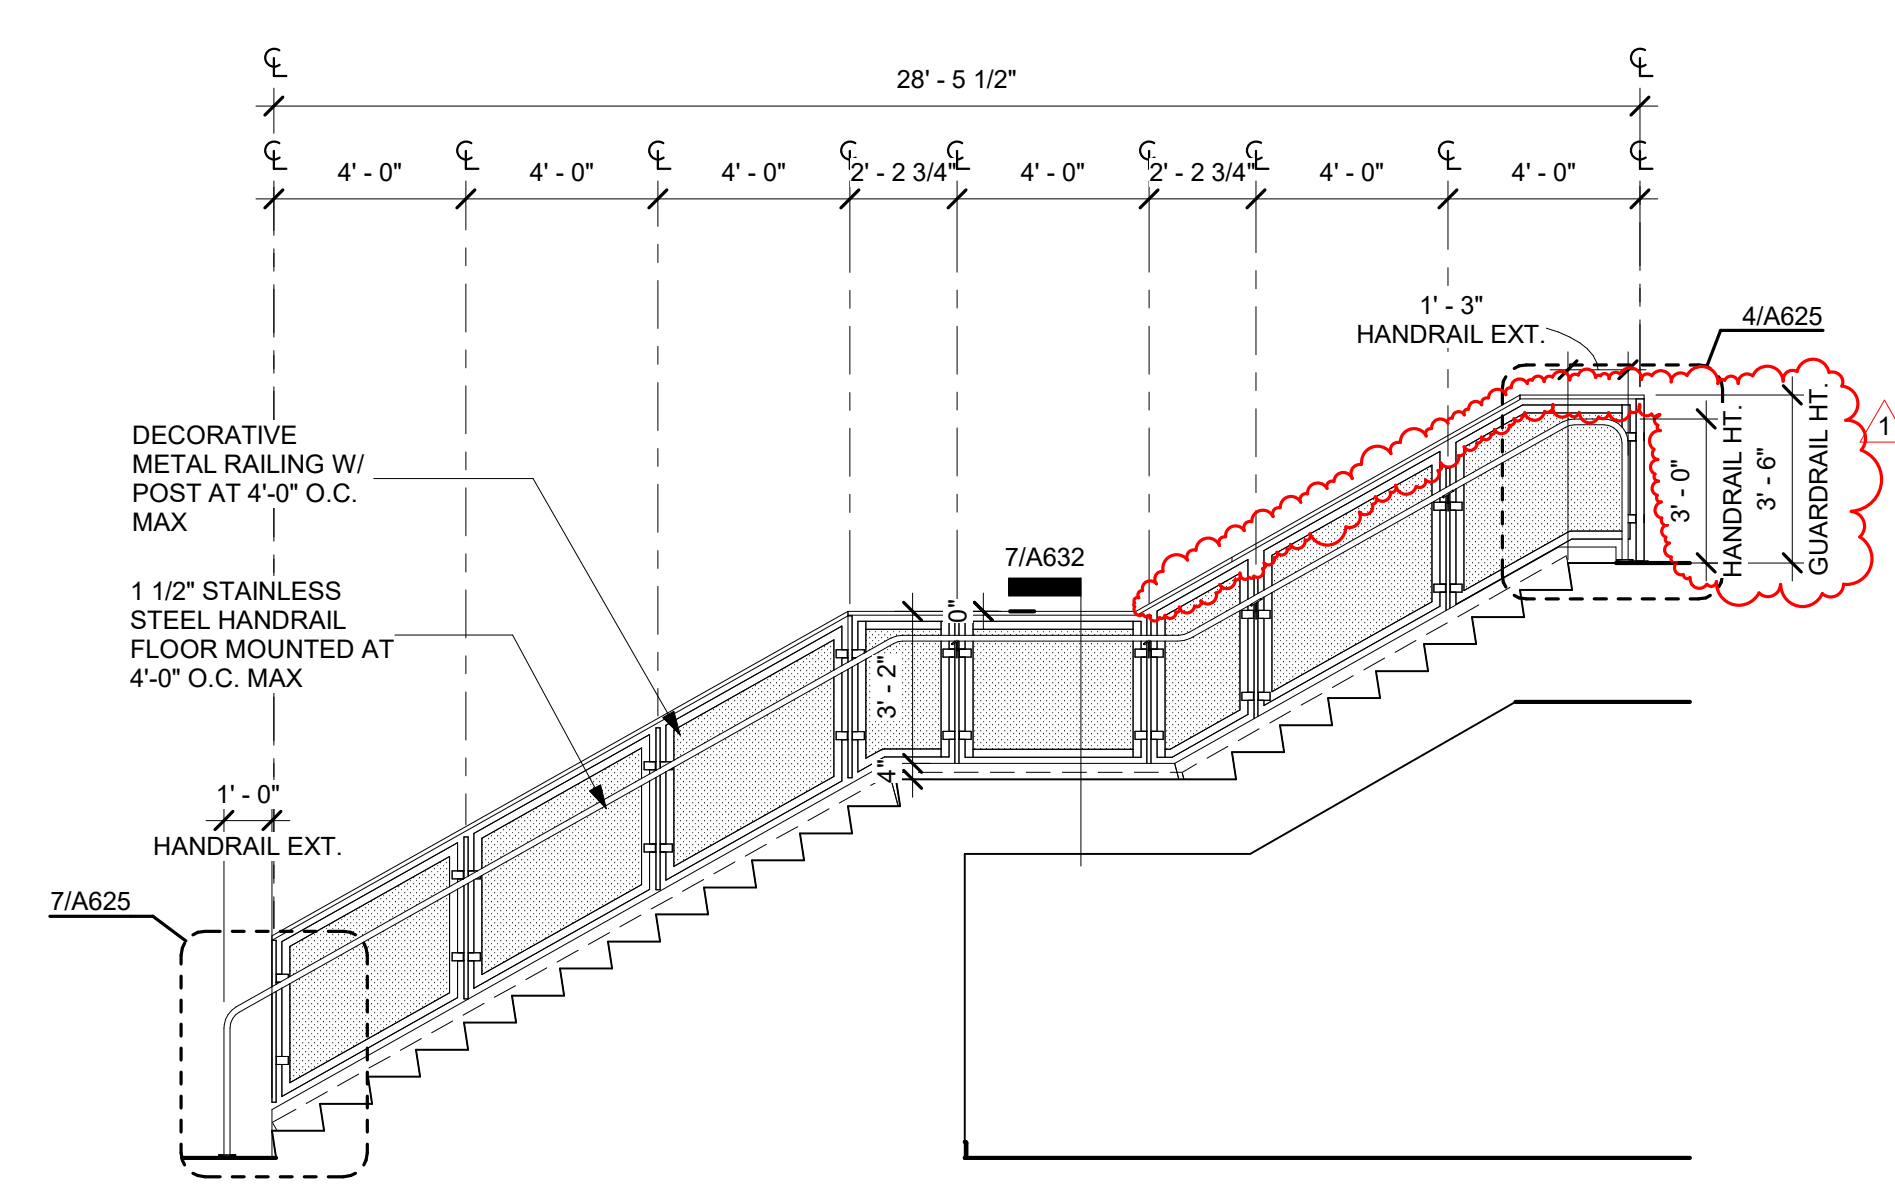 ℄ ℄
28' - 5 1/2"
℄ ℄ ℄ ℄ ℄ ℄ ℄ ℄ ℄
4' - 0" 4' - 0" 4' - 0" 2' - 2 3/4" 4' - 0" 2' - 2 3/4" 4' - 0" 4' - 0"
1' - 3"
HANDRAIL EXT.
4/A625
DECORATIVE
METAL RAILING W/
POST AT 4'-0" O.C.
MAX
1 1/2" STAINLESS
STEEL HANDRAIL
FLOOR MOUNTED AT
4'-0" O.C. MAX
7/A632
3' - 2"
4"
3' - 0"
HANDRAIL HT.
3' - 6"
GUARDRAIL HT.
1
1' - 0"
HANDRAIL EXT.
7/A625